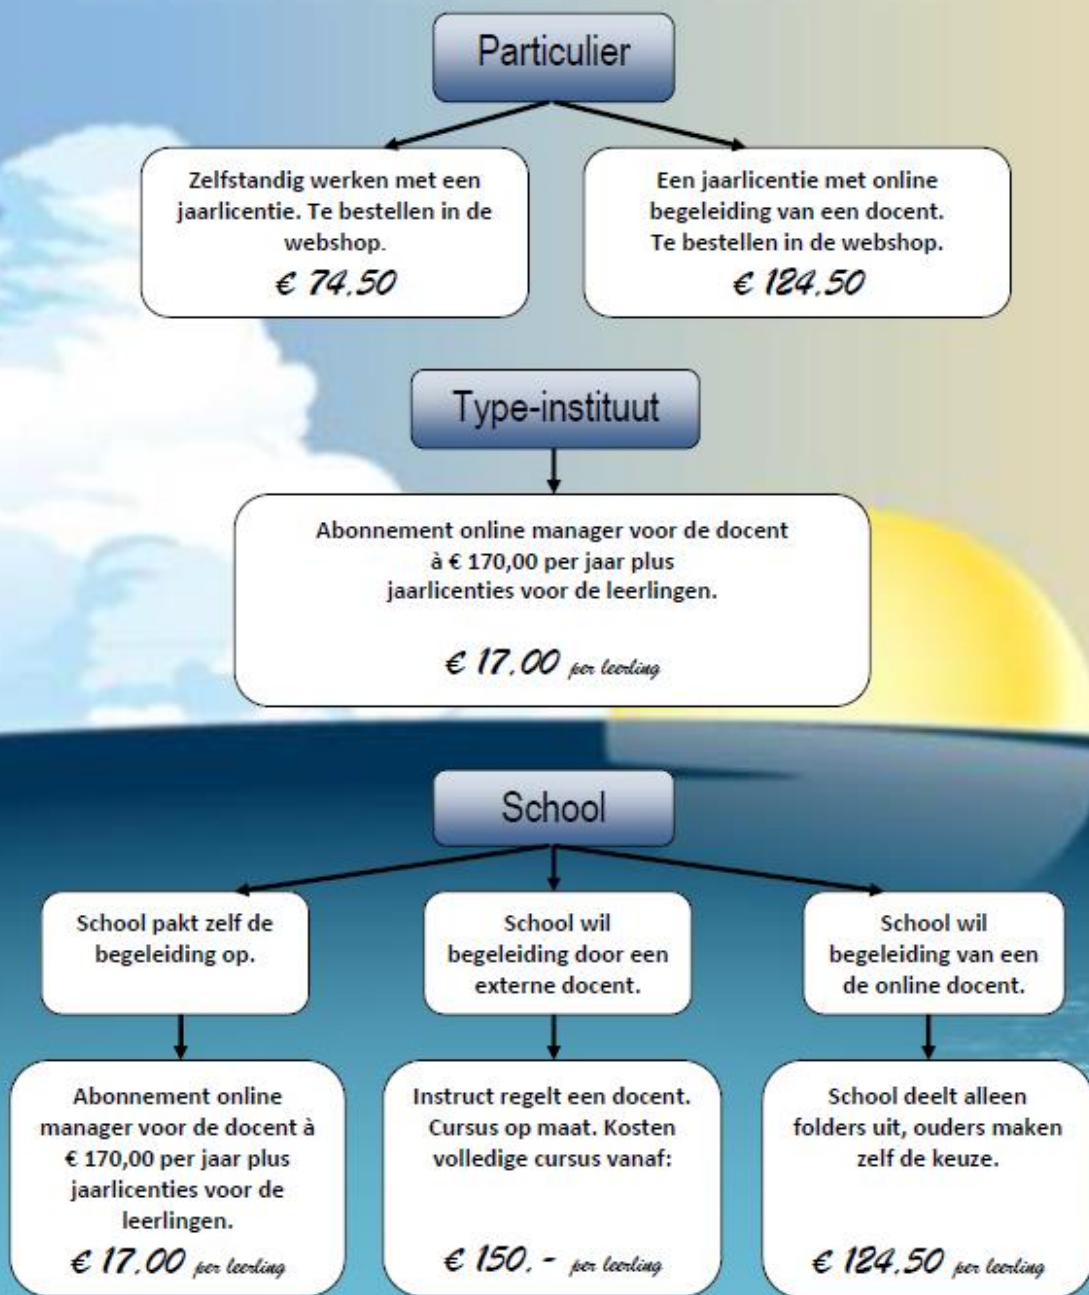 Particulier
Zelfstandig werken met een
jaarlicentie. Te bestellen in de
webshop.
€ 74,50
Een jaarlicentie met online
begeleiding van een docent.
Te bestellen in de webshop.
€ 124,50
Type-instituut
Abonnement online manager voor de docent
à € 170,00 per jaar plus
jaarlicenties voor de leerlingen.
€ 17,00 per leerling
School
School pakt zelf de
begeleiding op.
School wil
begeleiding door een
externe docent.
School wil
begeleiding van een
de online docent.
Abonnement online
manager voor de docent à
€ 170,00 per jaar plus
jaarlicenties voor de
leerlingen.
€ 17,00 per leerling
Instruct regelt een docent.
Cursus op maat. Kosten
volledige cursus vanaf:
€ 150,- per leerling
School deelt alleen
folders uit, ouders maken
zelf de keuze.
€ 124,50 per leerling